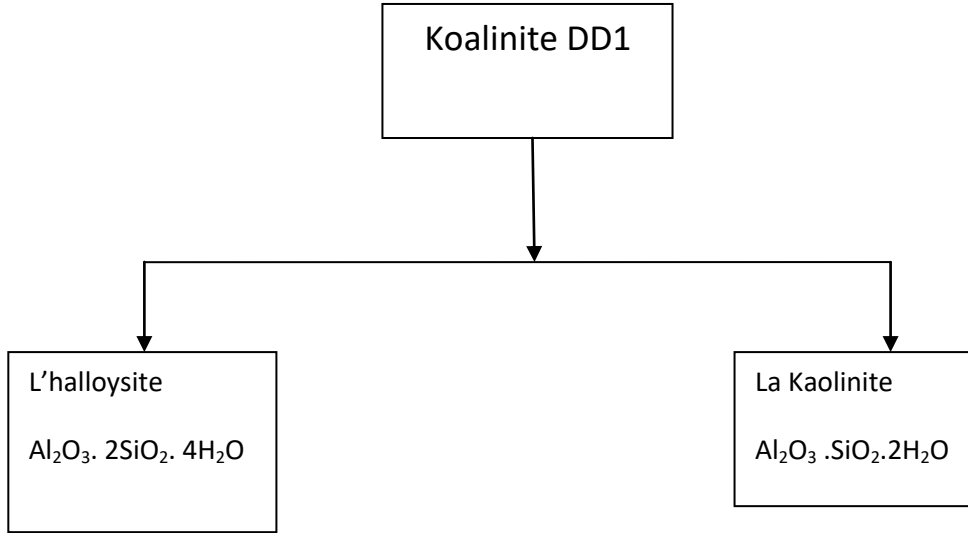 Koalinite DD1
L’halloysite
Al₂O₃. 2SiO₂. 4H₂O
La Kaolinite
Al₂O₃ .SiO₂.2H₂O